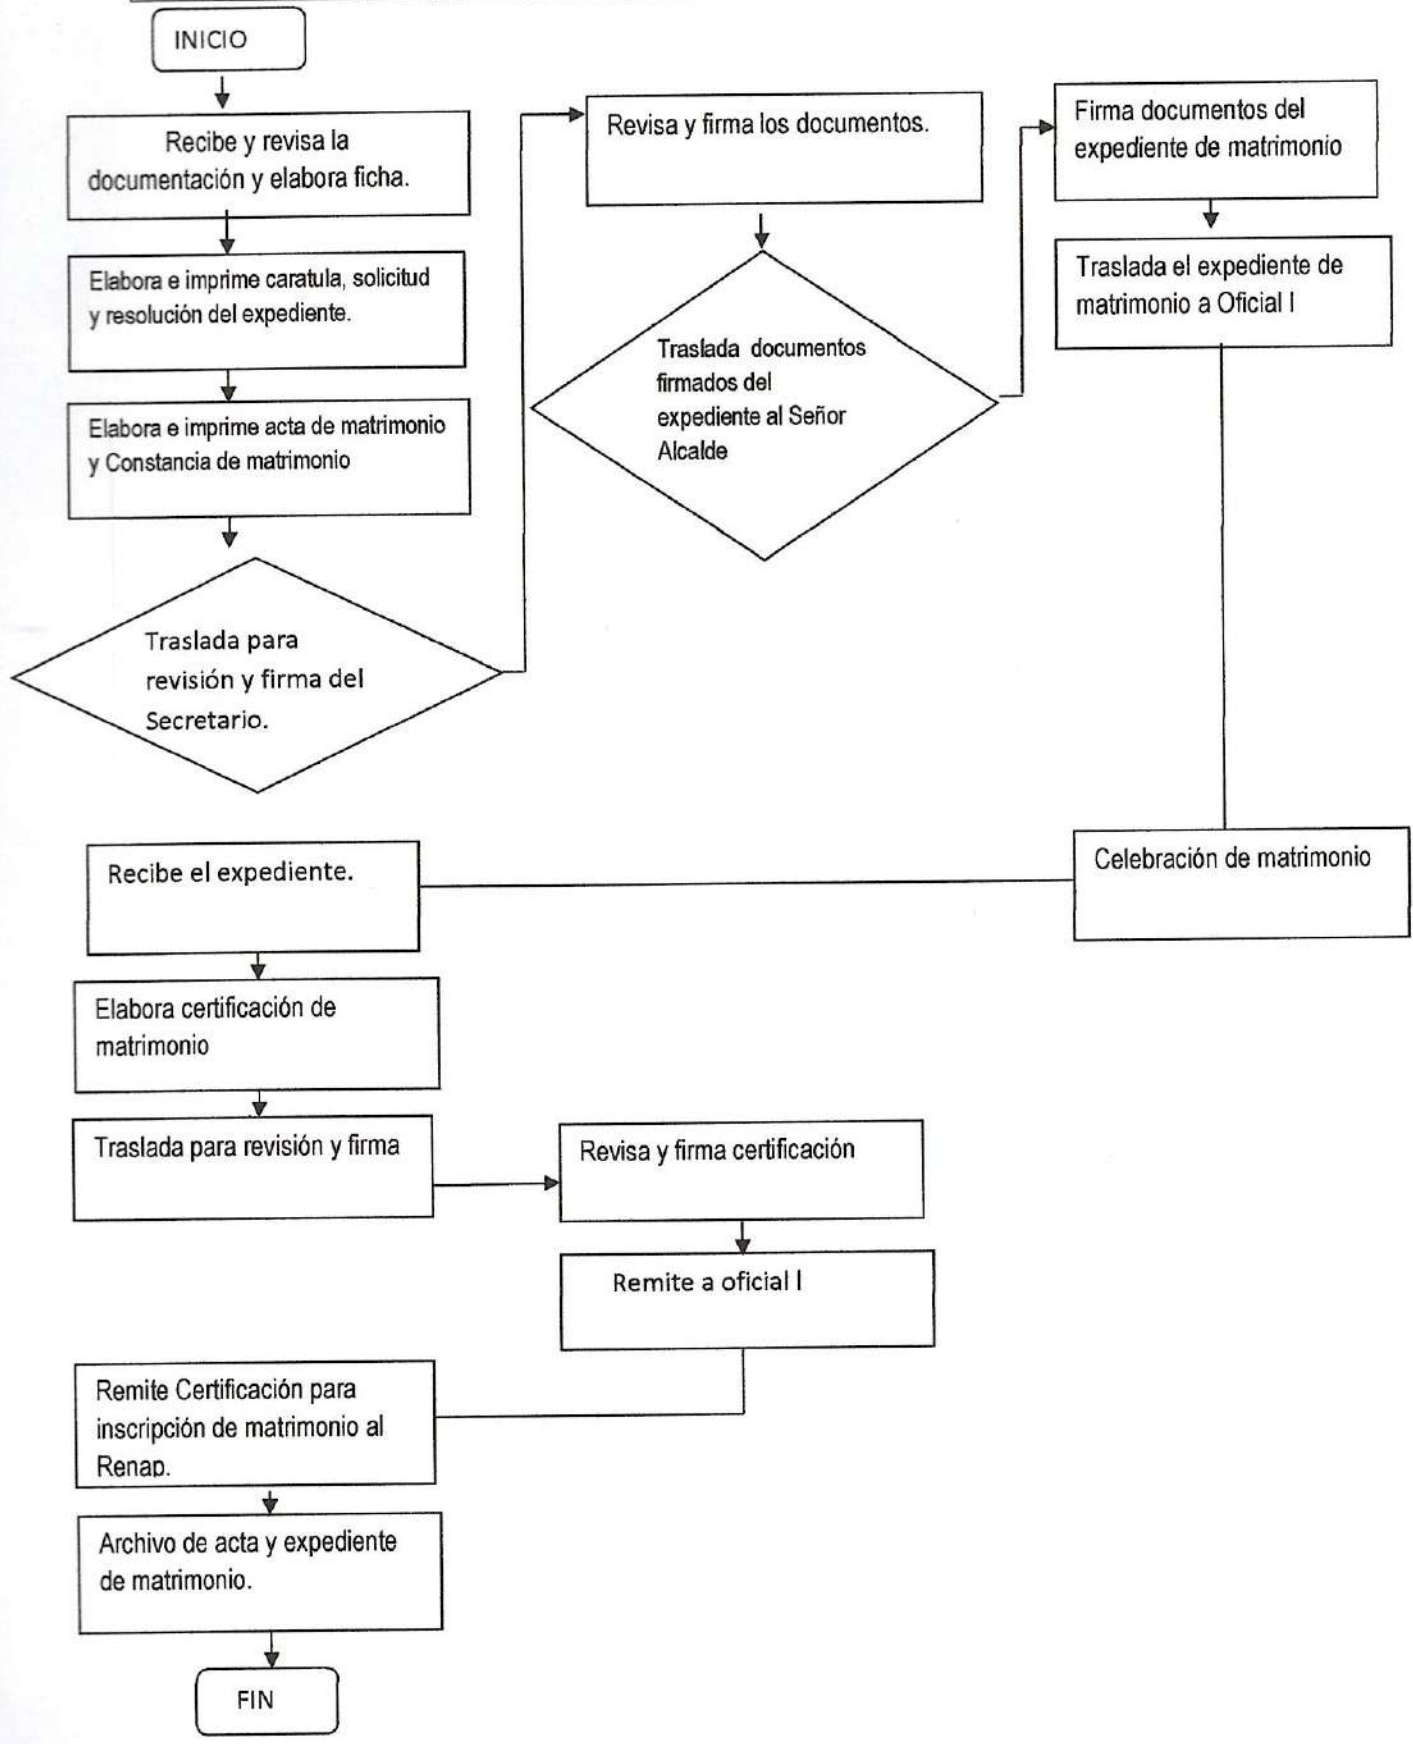 INICIO
Recibe y revisa la
documentación y elabora ficha.
Elabora e imprime caratula, solicitud
y resolución del expediente.
Elabora e imprime acta de matrimonio
y Constancia de matrimonio
Traslada para
revisión y firma del
Secretario.
Revisa y firma los documentos.
Traslada documentos
firmados del
expediente al Señor
Alcalde
Firma documentos del
expediente de matrimonio
Traslada el expediente de
matrimonio a Oficial I
Celebración de matrimonio
Recibe el expediente.
Elabora certificación de
matrimonio
Traslada para revisión y firma
Revisa y firma certificación
Remite a oficial I
Remite Certificación para
inscripción de matrimonio al
Renap.
Archivo de acta y expediente
de matrimonio.
FIN